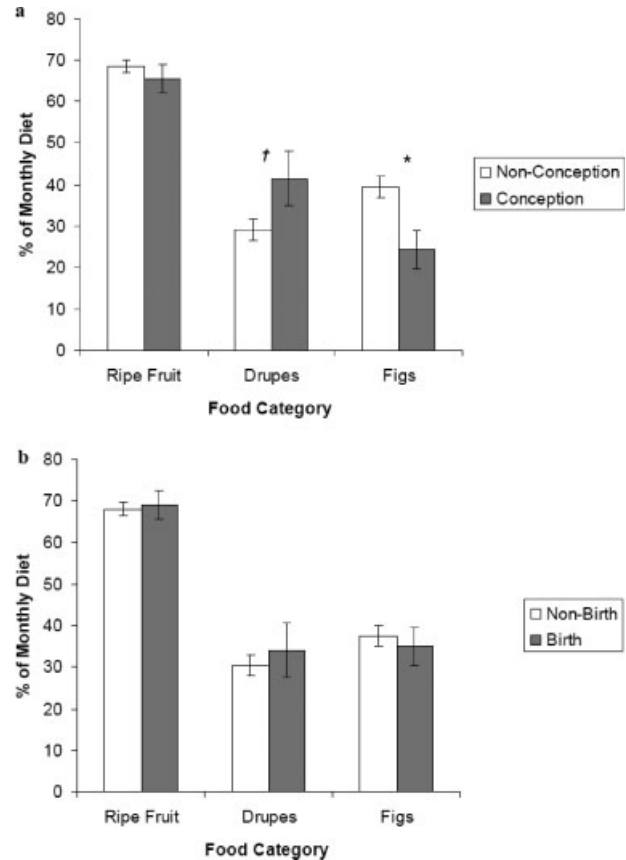 a
80
70
60
50
40
30
20
10
0
% of Monthly Diet
†
*
Non-Conception
Conception
Ripe Fruit Drupes Figs
Food Category
b
80
70
60
50
40
30
20
10
0
% of Monthly Diet
Non-Birth
Birth
Ripe Fruit Drupes Figs
Food Category